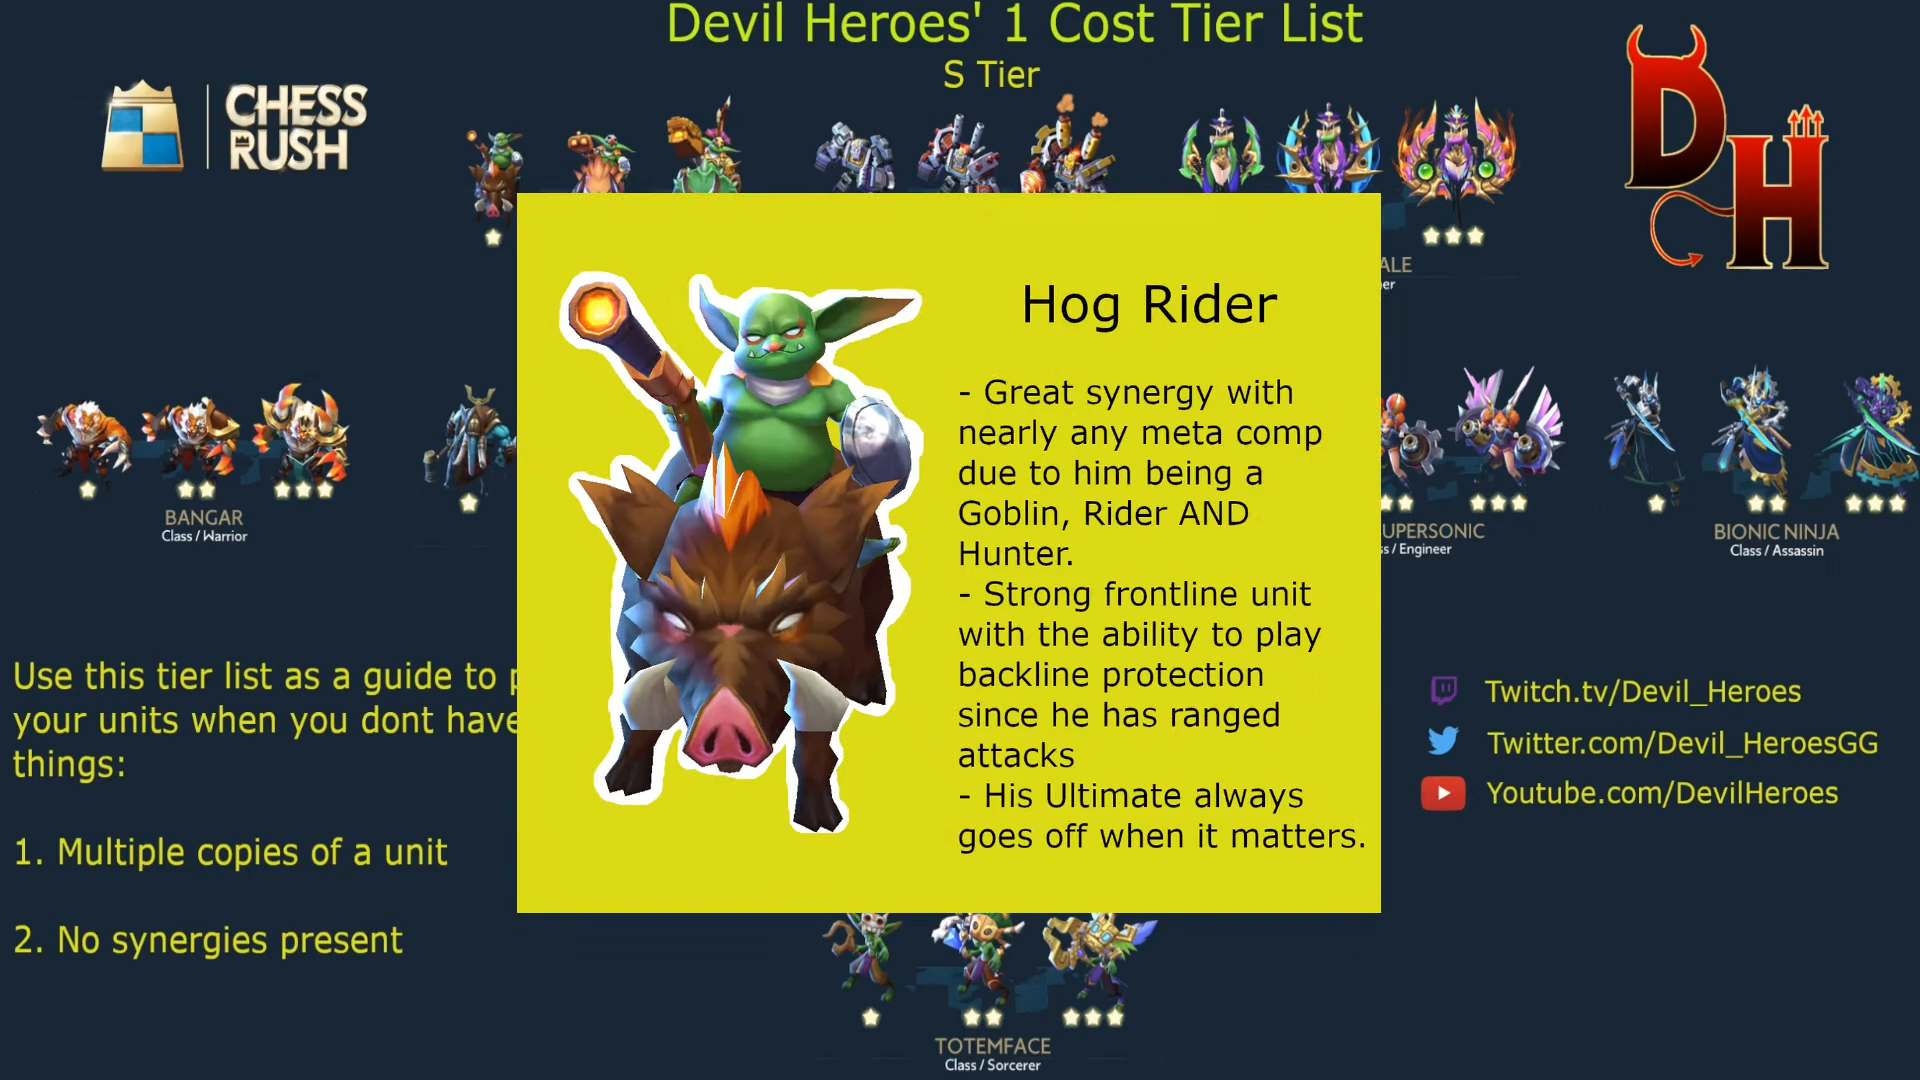 Devil Heroes' 1 Cost Tier List
S Tier
CHESS
RUSH
DH
Hog Rider
- Great synergy with
nearly any meta comp
due to him being a
Goblin, Rider AND
Hunter.
- Strong frontline unit
with the ability to play
backline protection
since he has ranged
attacks
- His Ultimate always
goes off when it matters.
BANGAR
Class / Warrior
UPERSONIC
/ Engineer
BIONIC NINJA
Class / Assassin
Use this tier list as a guide to
your units when you dont have
things:
1. Multiple copies of a unit
2. No synergies present
Twitch.tv/Devil_Heroes
Twitter.com/Devil_HeroesGG
Youtube.com/DevilHeroes
TOTEMFACE
Class / Sorcerer